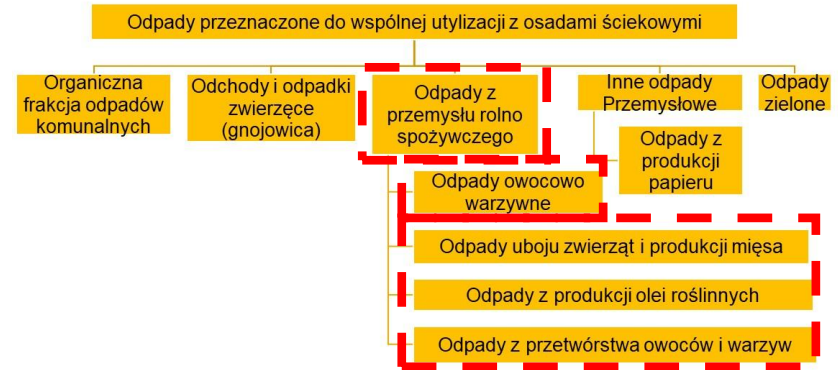 Odpady przeznaczone do wspólnej utylizacji z osadami ściekowymi
Organiczna
frakcja odpadów
komunalnych
Odchody i odpadki
zwierzęce
(gnojowica)
Odpady z
przemysłu rolno
spożywczego
Inne odpady
Przemysłowe
Odpady
zielone
Odpady z
produkcji
papieru
Odpady owocowo
warzywne
Odpady uboju zwierząt i produkcji mięsa
Odpady z produkcji olei roślinnych
Odpady z przetwórstwa owoców i warzyw